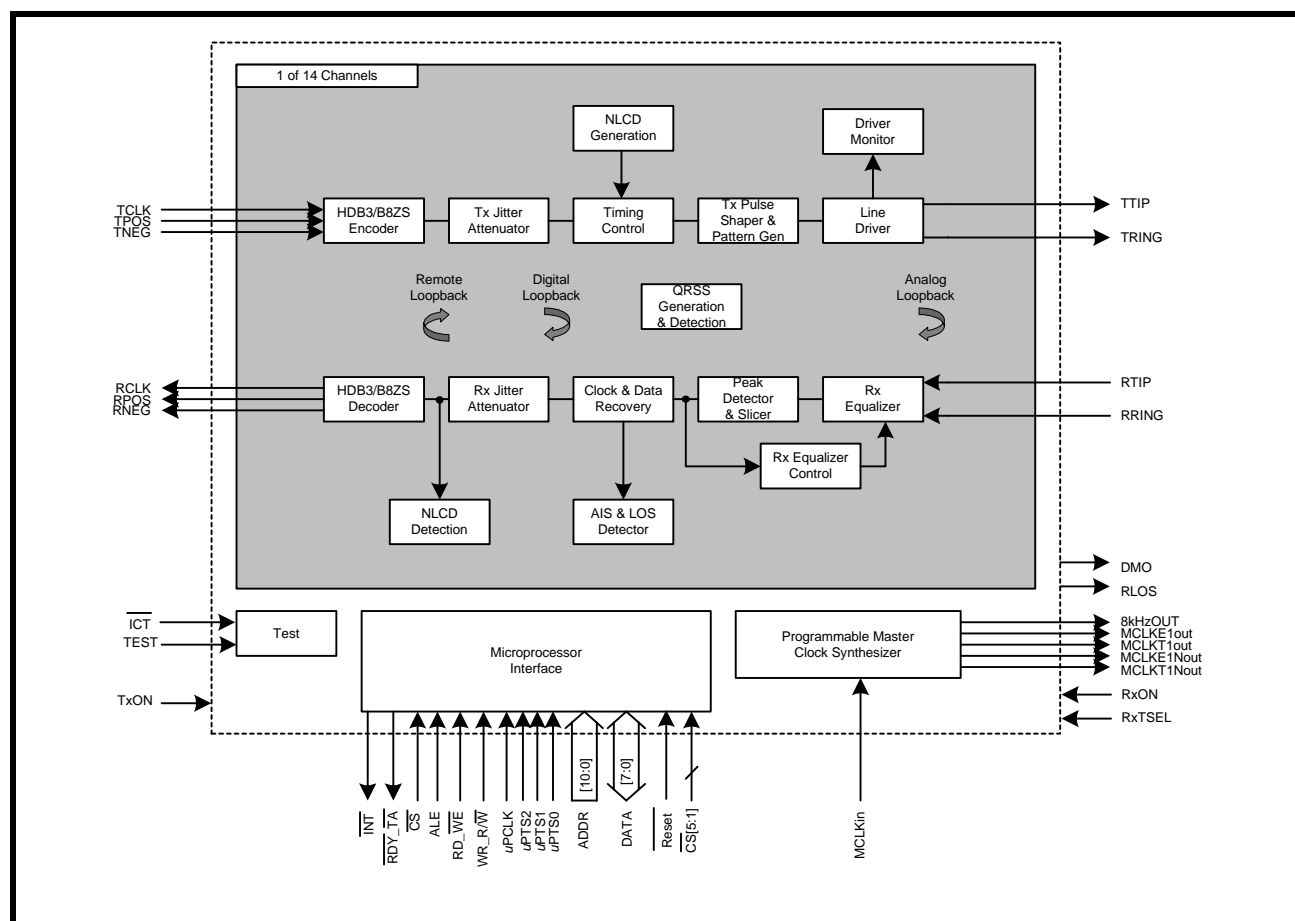 1 of 14 Channels
NLCD
Generation
Driver
Monitor
TCLK
TPOS
TNEG
HDB3/B8ZS
Encoder
Tx Jitter
Attenuator
Timing
Control
Tx Pulse
Shaper &
Pattern Gen
Line
Driver
TTIP
TRING
Remote
Loopback
Digital
Loopback
QRSS
Generation
& Detection
Analog
Loopback
RCLK
RPOS
RNEG
HDB3/B8ZS
Decoder
Rx Jitter
Attenuator
Clock & Data
Recovery
Peak
Detector
& Slicer
Rx
Equalizer
RTIP
RRING
Rx Equalizer
Control
NLCD
Detection
AIS & LOS
Detector
DMO
RLOS
ICT
TEST
Test
Microprocessor
Interface
Programmable Master
Clock Synthesizer
8kHzOUT
MCLKE1out
MCLKT1out
MCLKE1Nout
MCLKT1Nout
TxON
RxON
RxTSEL
INT
RDY_TA
CS
ALE
RD_WE
WR_R/W
uPCLK
uPTS2
uPTS1
uPTS0
[10:0]
ADDR
[7:0]
DATA
Reset
CS[5:1]
MCLKin